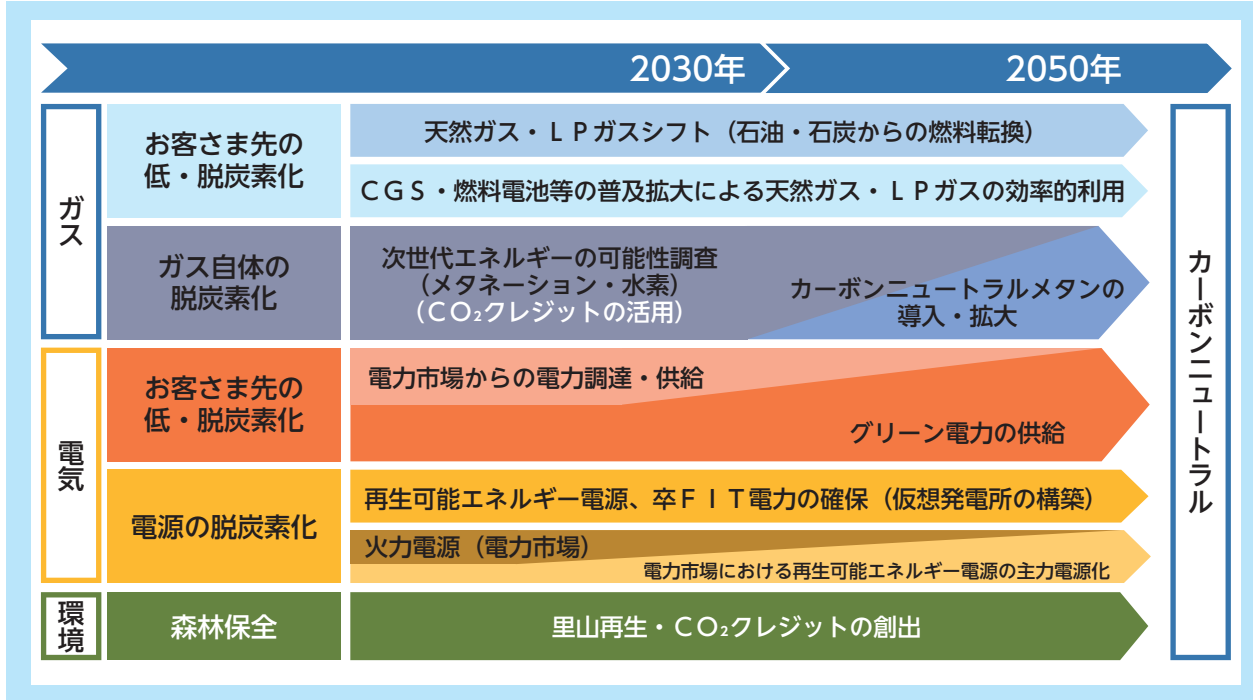 2030年
2050年
ガス
お客さま先の
低・脱炭素化
天然ガス・ＬＰガスシフト（石油・石炭からの燃料転換）
ＣＧＳ・燃料電池等の普及拡大による天然ガス・ＬＰガスの効率的利用
ガス自体の
脱炭素化
次世代エネルギーの可能性調査
（メタネーション・水素）
（ＣＯ₂クレジットの活用）
カーボンニュートラルメタンの
導入・拡大
電気
お客さま先の
低・脱炭素化
電力市場からの電力調達・供給
グリーン電力の供給
電源の脱炭素化
再生可能エネルギー電源、卒ＦＩＴ電力の確保（仮想発電所の構築）
火力電源（電力市場）
電力市場における再生可能エネルギー電源の主力電源化
環境
森林保全
里山再生・ＣＯ₂クレジットの創出
カーボンニュートラル